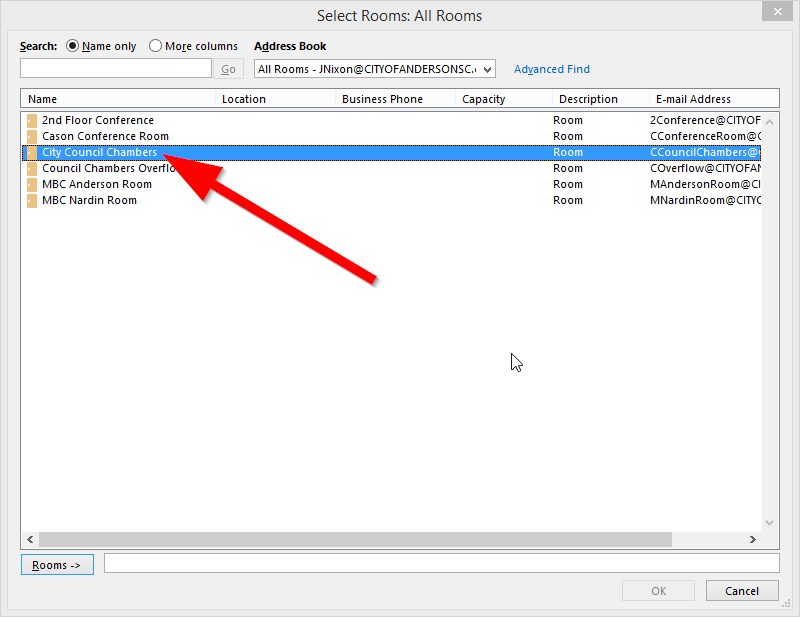 Select Rooms: All Rooms
Search: Name only More columns Address Book
Go All Rooms - JNixon@CITYOFANDERSONSC. Advanced Find
Name Location Business Phone Capacity Description E-mail Address
2nd Floor Conference Room 2Conference@CITYOF
Cason Conference Room Room CConferenceRoom@C
City Council Chambers Room CCouncilChambers@
Council Chambers Overflo Room COverflow@CITYOFAN
MBC Anderson Room Room MAndersonRoom@CI
MBC Nardin Room Room MNardinRoom@CITYC
Rooms ->
OK Cancel